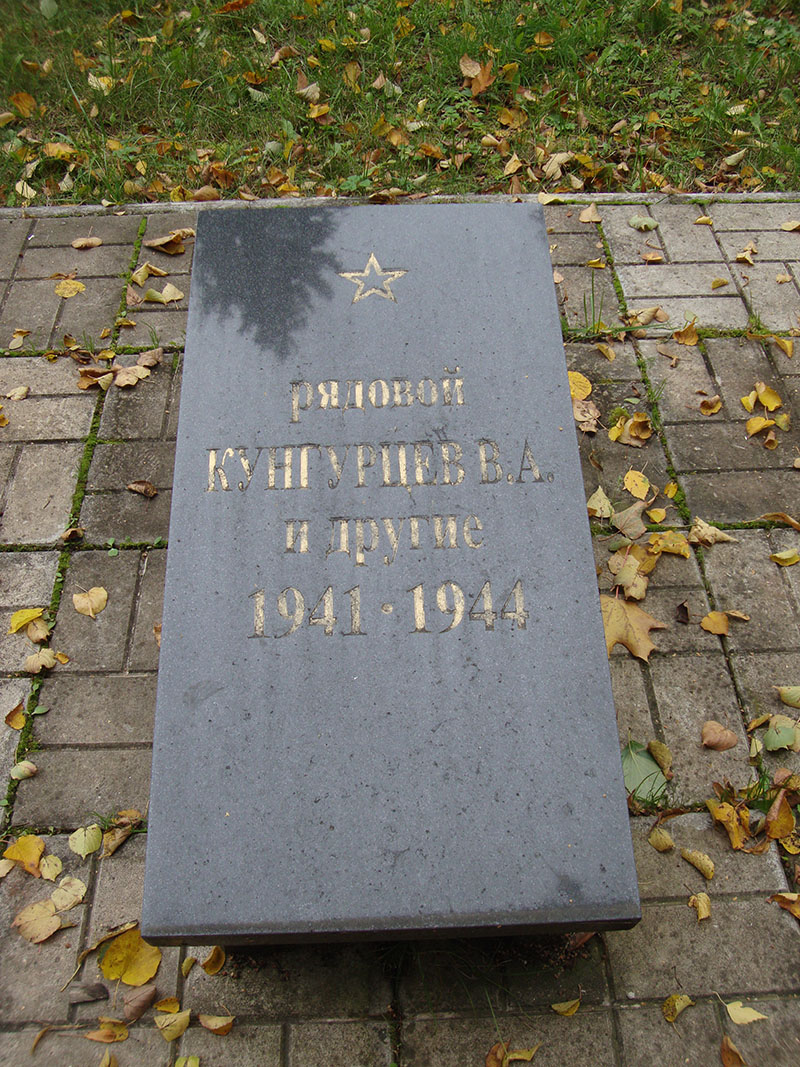 рядовой
КУНГУРЦЕВ В.А.
и другие
1941 · 1944